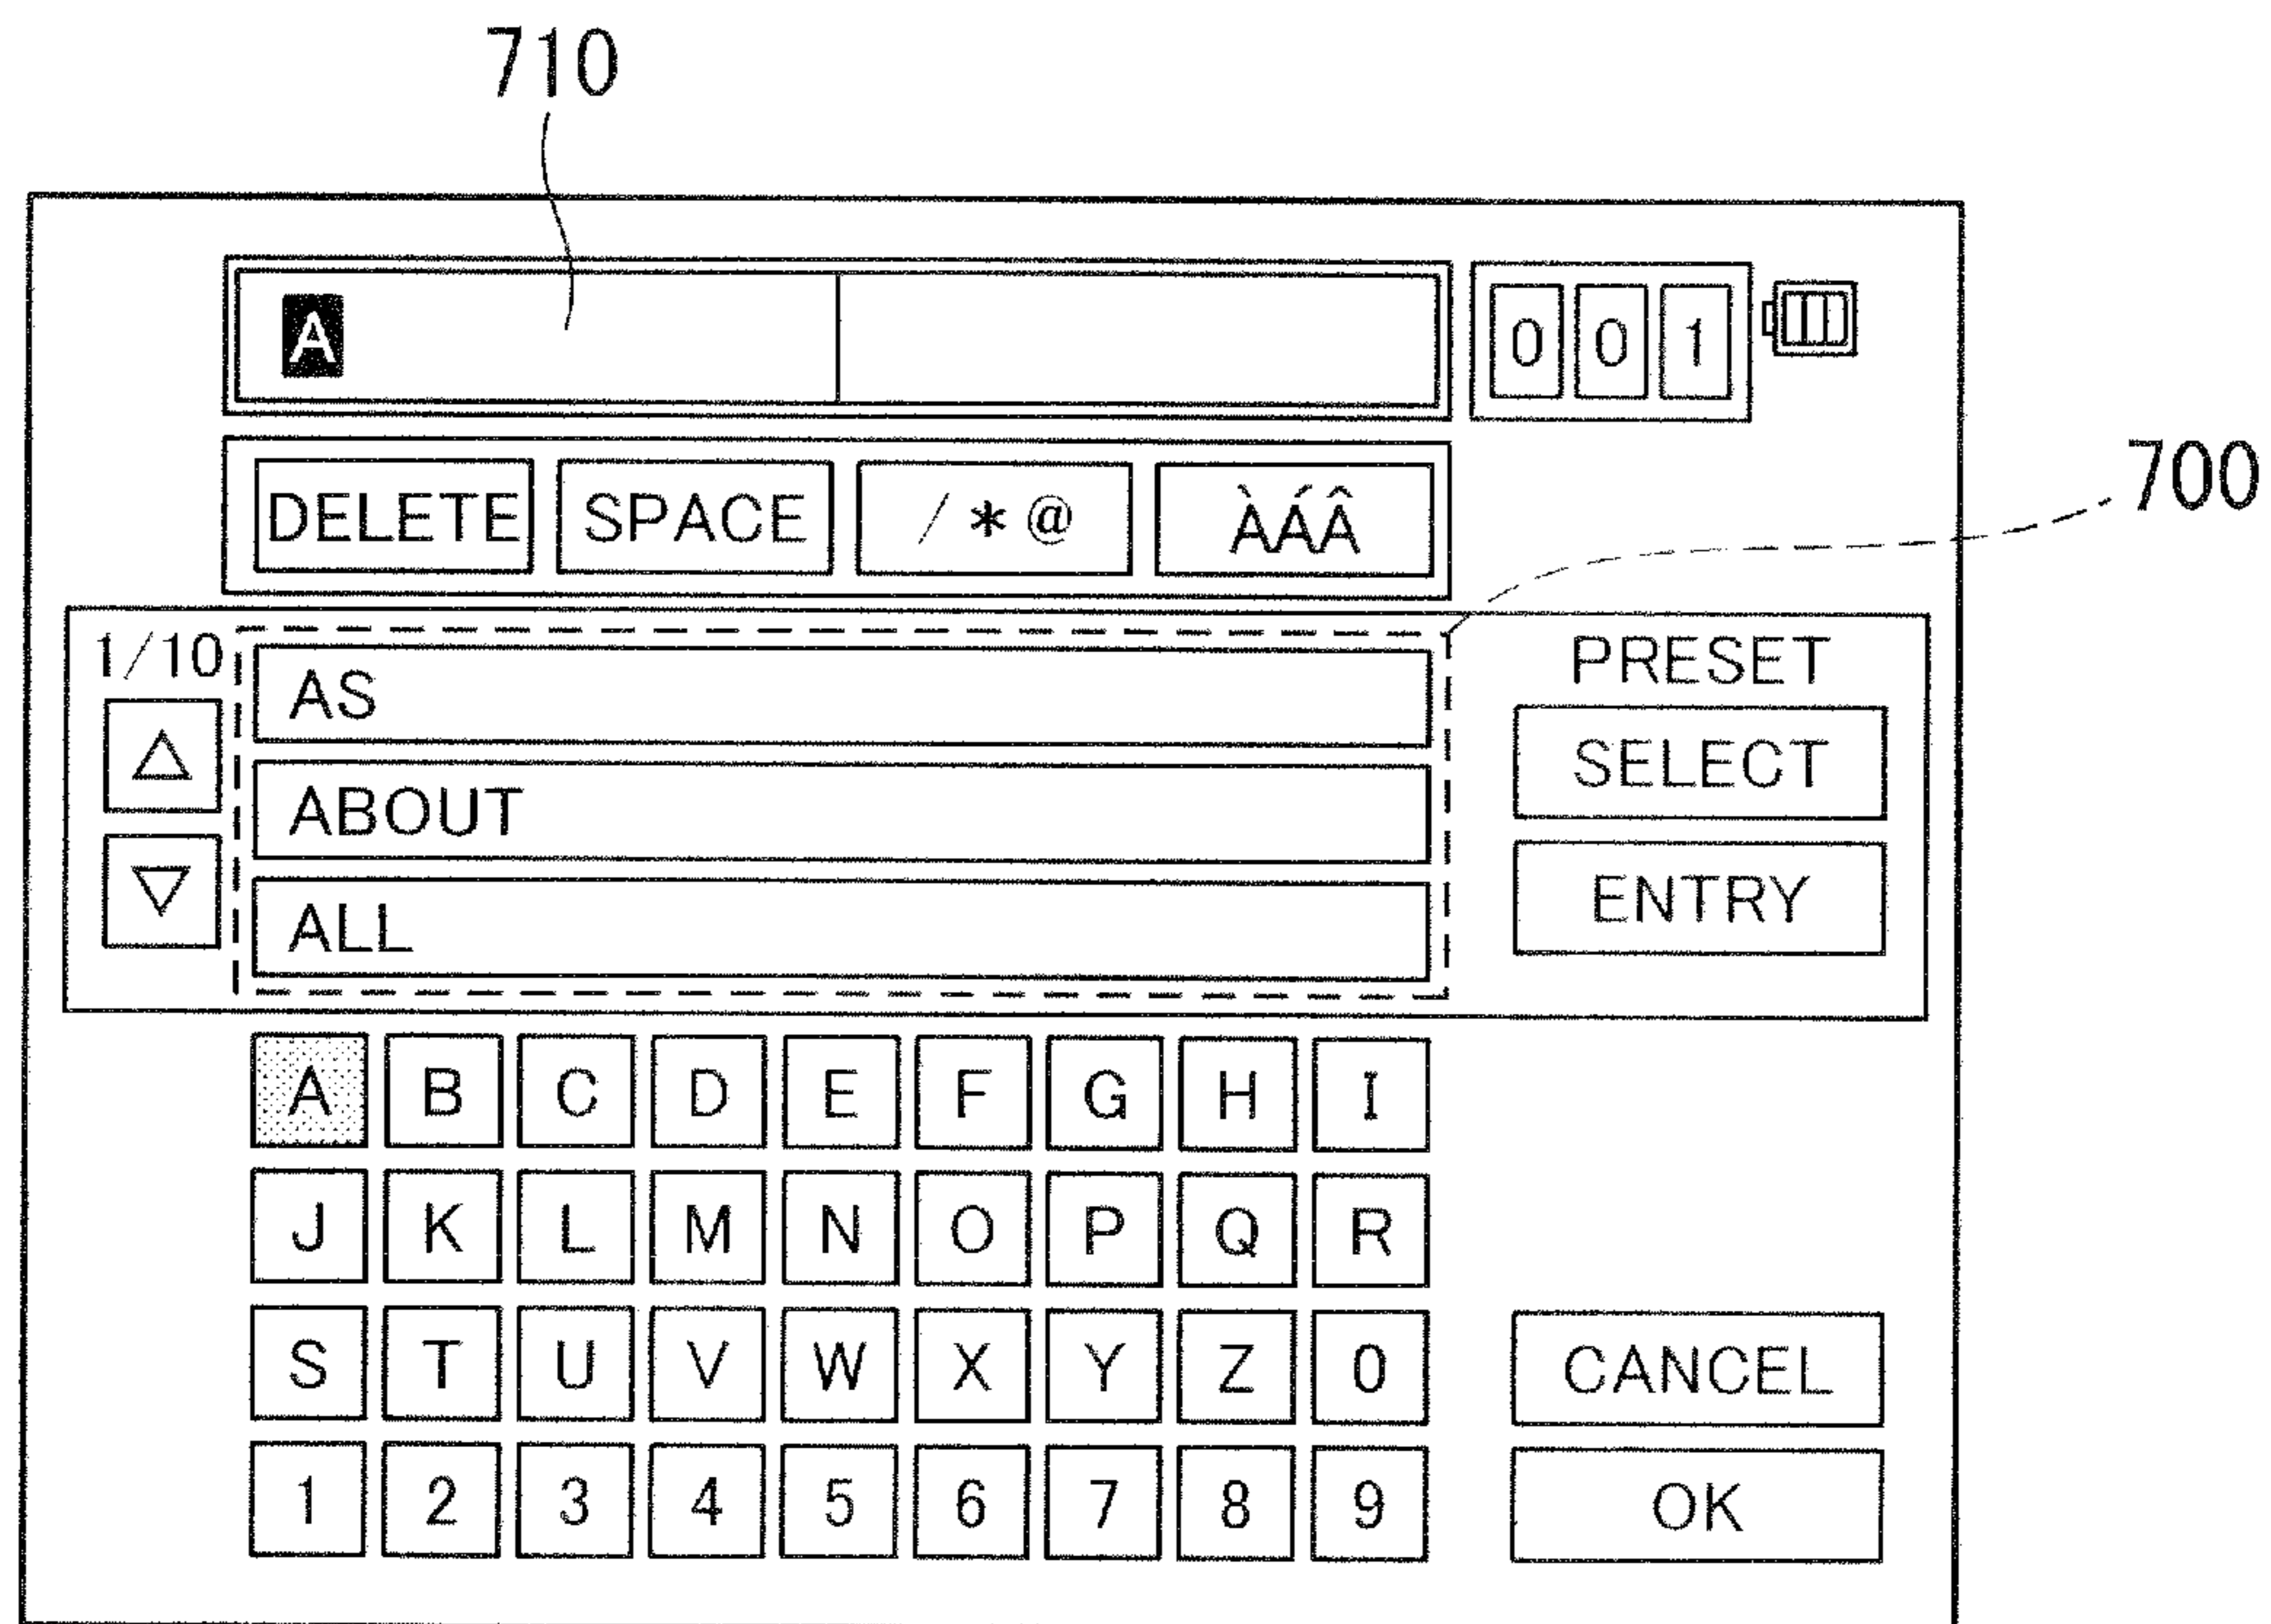 710
A 0 0 1
DELETE SPACE / * @ ÀÁÂ
700
1/10
AS
ABOUT
ALL
PRESET
SELECT
ENTRY
A B C D E F G H I
J K L M N O P Q R
S T U V W X Y Z 0
1 2 3 4 5 6 7 8 9
CANCEL
OK